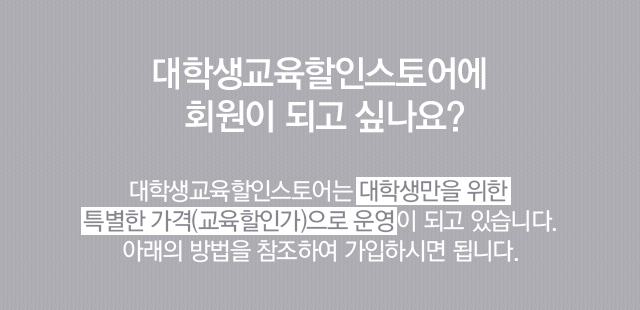 대학생교육할인스토어에
회원이 되고 싶나요?
대학생교육할인스토어는 대학생만을 위한
특별한 가격(교육할인가)으로 운영이 되고 있습니다.
아래의 방법을 참조하여 가입하시면 됩니다.